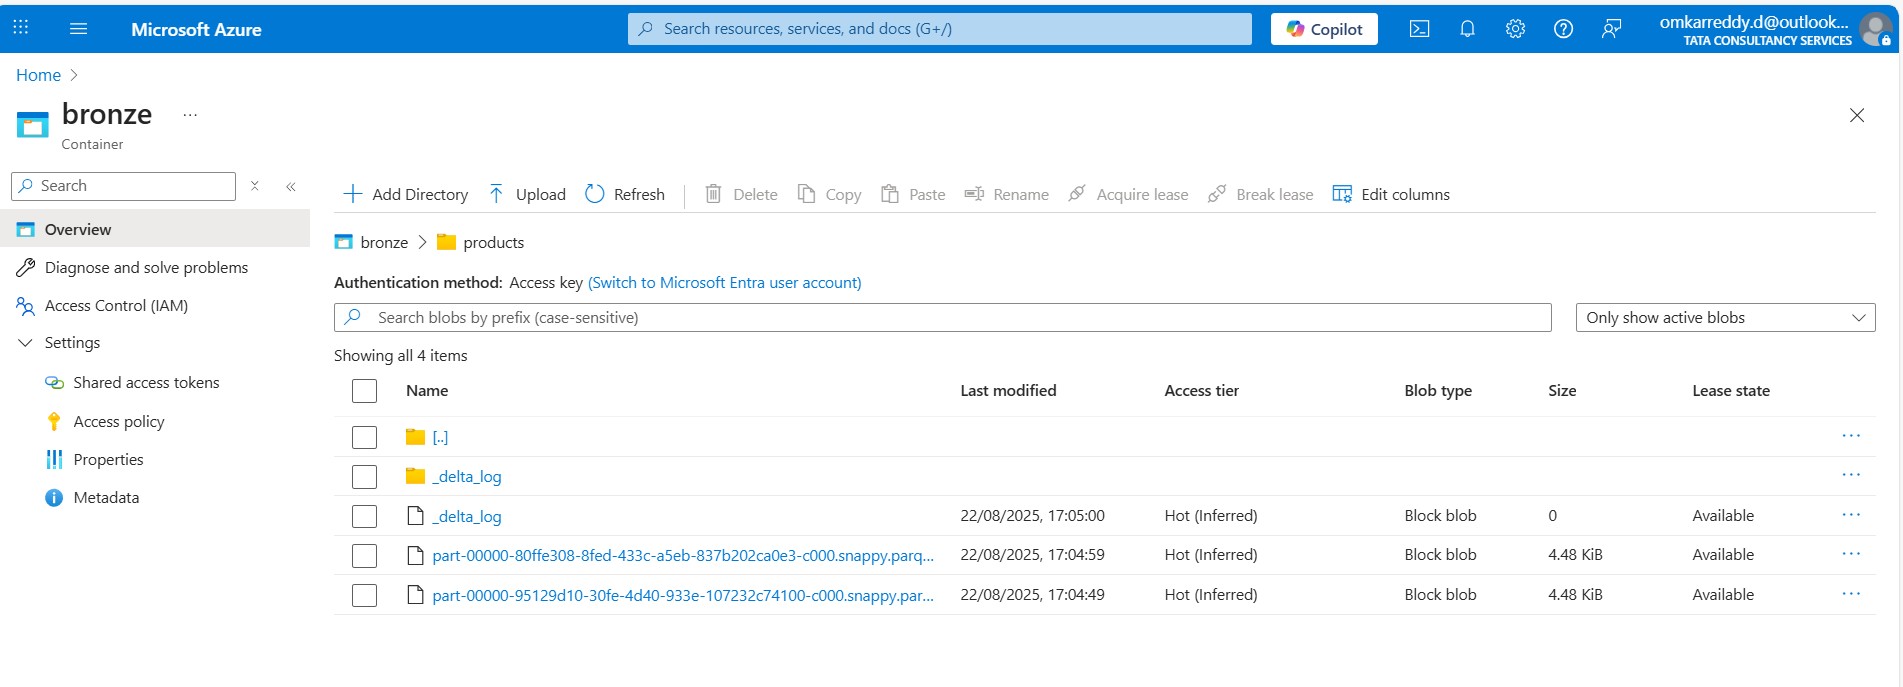 Microsoft Azure
Search resources, services, and docs (G+/)
Copilot
omkarreddy.d@outlook...
TATA CONSULTANCY SERVICES
Home
bronze
...
Container
Search
Overview
Diagnose and solve problems
Access Control (IAM)
Settings
Shared access tokens
Access policy
Properties
Metadata
Add Directory Upload Refresh Delete Copy Paste Rename Acquire lease Break lease Edit columns
bronze > products
Authentication method: Access key (Switch to Microsoft Entra user account)
Search blobs by prefix (case-sensitive)
Only show active blobs
Showing all 4 items
Name Last modified Access tier Blob type Size Lease state
[..] ...
_delta_log ...
_delta_log 22/08/2025, 17:05:00 Hot (Inferred) Block blob 0 Available ...
part-00000-80ffe308-8fed-433c-a5eb-837b202ca0e3-c000.snappy.parq... 22/08/2025, 17:04:59 Hot (Inferred) Block blob 4.48 KiB Available ...
part-00000-95129d10-30fe-4d40-933e-107232c74100-c000.snappy.par... 22/08/2025, 17:04:49 Hot (Inferred) Block blob 4.48 KiB Available ...